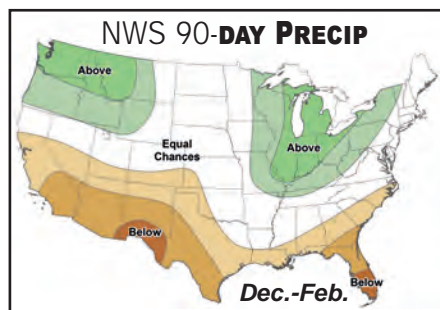 NWS 90-DAY PRECIP
Above
Equal
Chances
Above
Below
Below
Dec.-Feb.